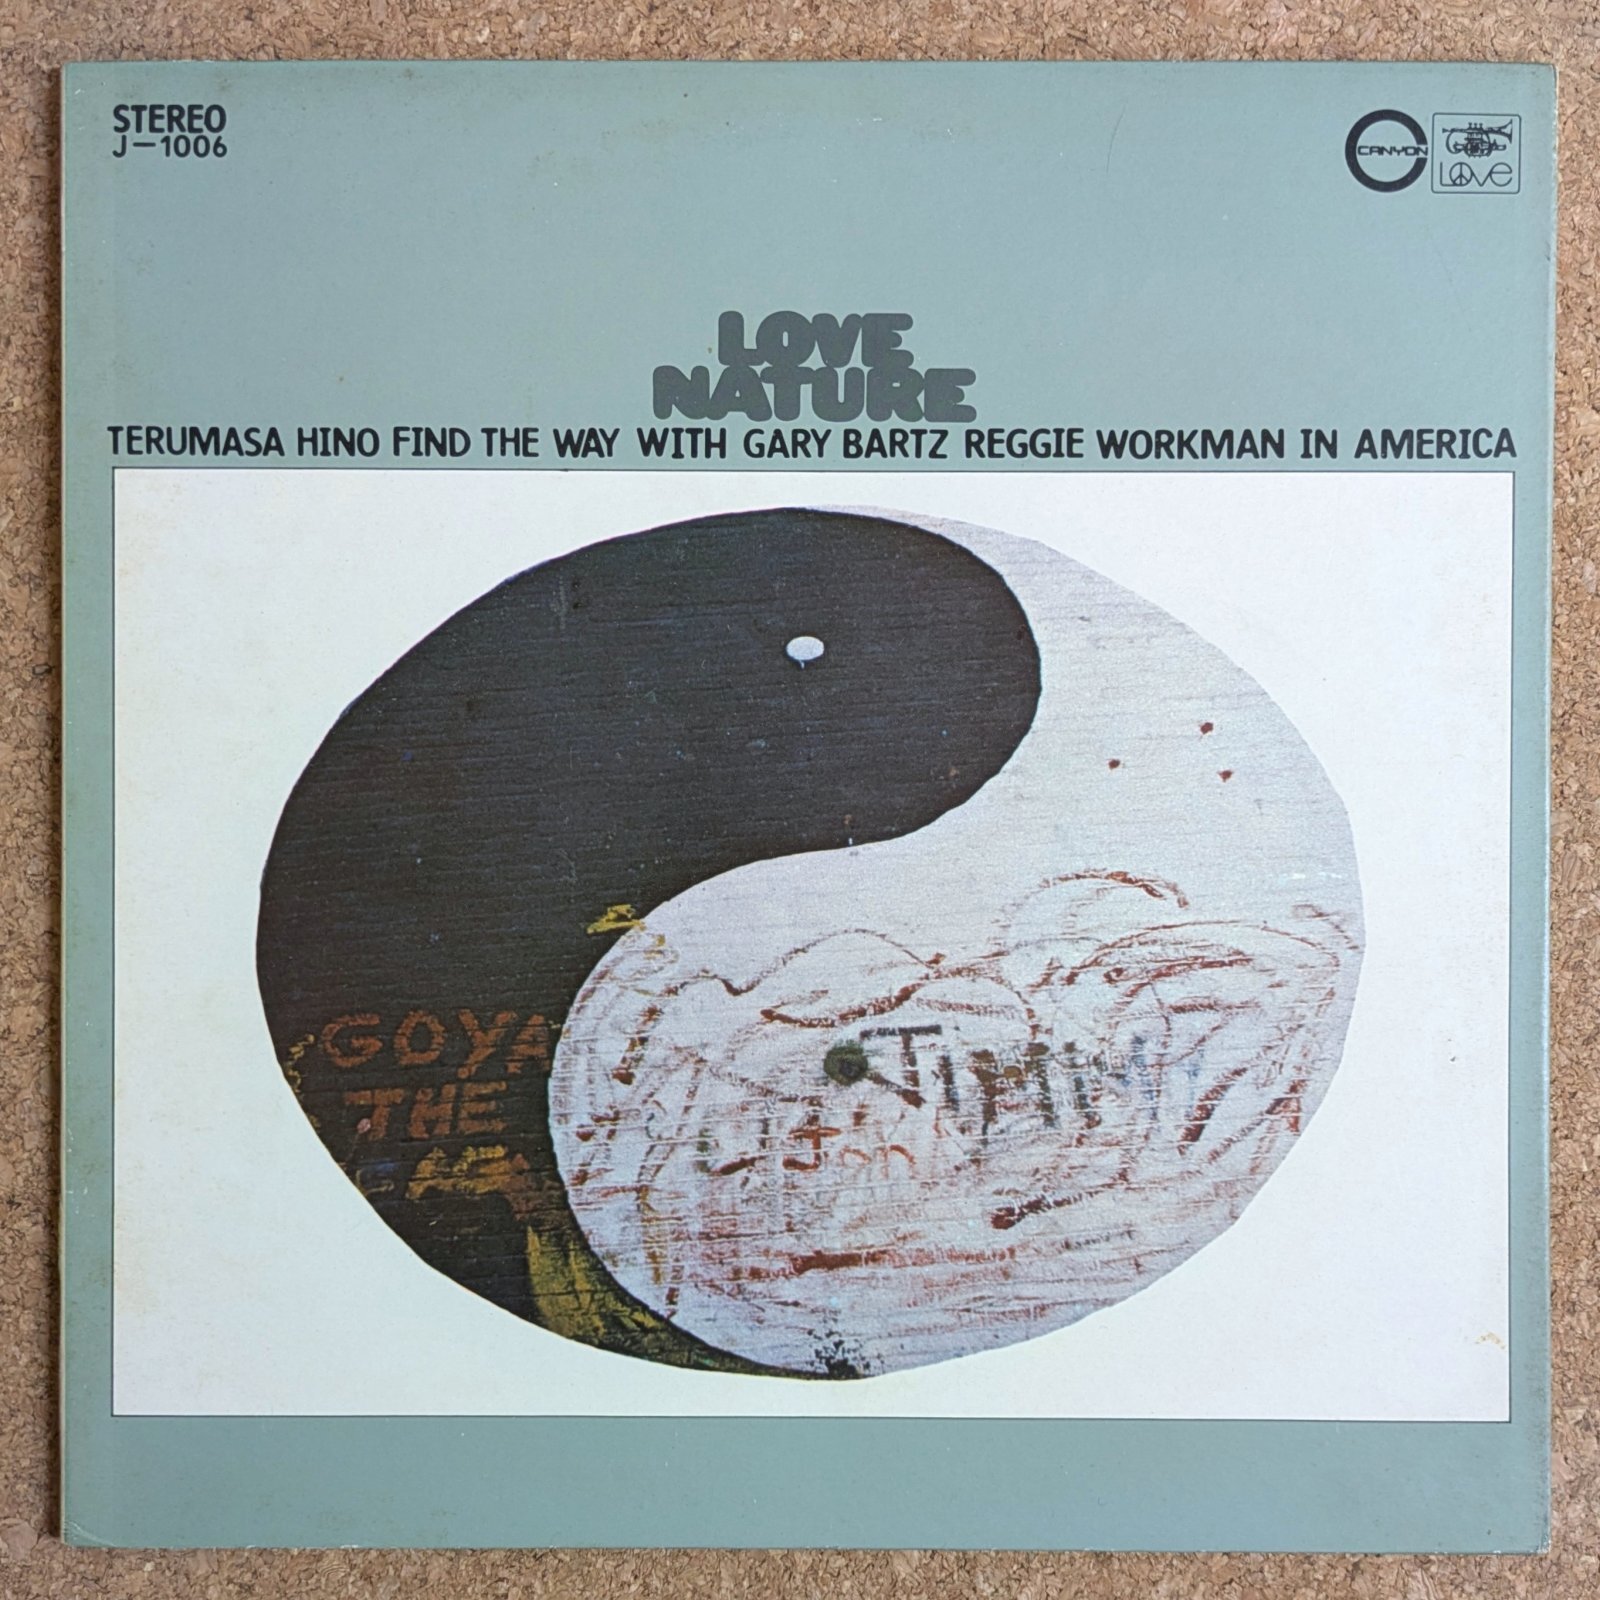 STEREO
J-1006
CANYON
LOVE
LOVE
NATURE
TERUMASA HINO FIND THE WAY WITH GARY BARTZ REGGIE WORKMAN IN AMERICA
GOYA
THE